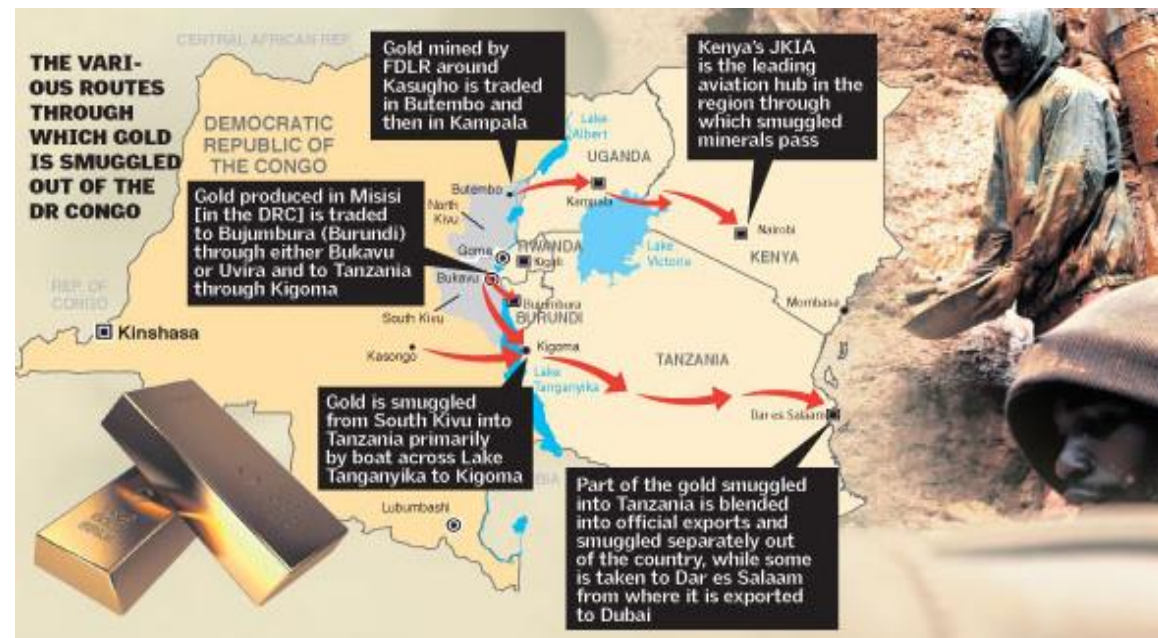 THE VARI-
OUS ROUTES
THROUGH
WHICH GOLD
IS SMUGGLED
OUT OF THE
DR CONGO
CENTRAL AFRICAN REP.
Gold mined by
FDLR around
Kasugho is traded
in Butembo and
then in Kampala
Kenya's JKIA
is the leading
aviation hub in the
region through
which smuggled
minerals pass
DEMOCRATIC
REPUBLIC OF
THE CONGO
Lake
Albert
UGANDA
Gold produced in Misisi
[in the DRC] is traded
to Bujumbura (Burundi)
through either Bukavu
or Uvira and to Tanzania
through Kigoma
Butembo
North
Kivu
Kampala
Goma
RWANDA
Kigali
Lake
Victoria
Nairobi
KENYA
Bukavu
REP. OF
CONGO
South Kivu
Bujumbura
BURUNDI
Mombasa
Kinshasa
Kasongo
Kigoma
TANZANIA
Lake
Tanganyika
Dar es Salaam
Gold is smuggled
from South Kivu into
Tanzania primarily
by boat across Lake
Tanganyika to Kigoma
Lubumbashi
Part of the gold smuggled
into Tanzania is blended
into official exports and
smuggled separately out
of the country, while some
is taken to Dar es Salaam
from where it is exported
to Dubai